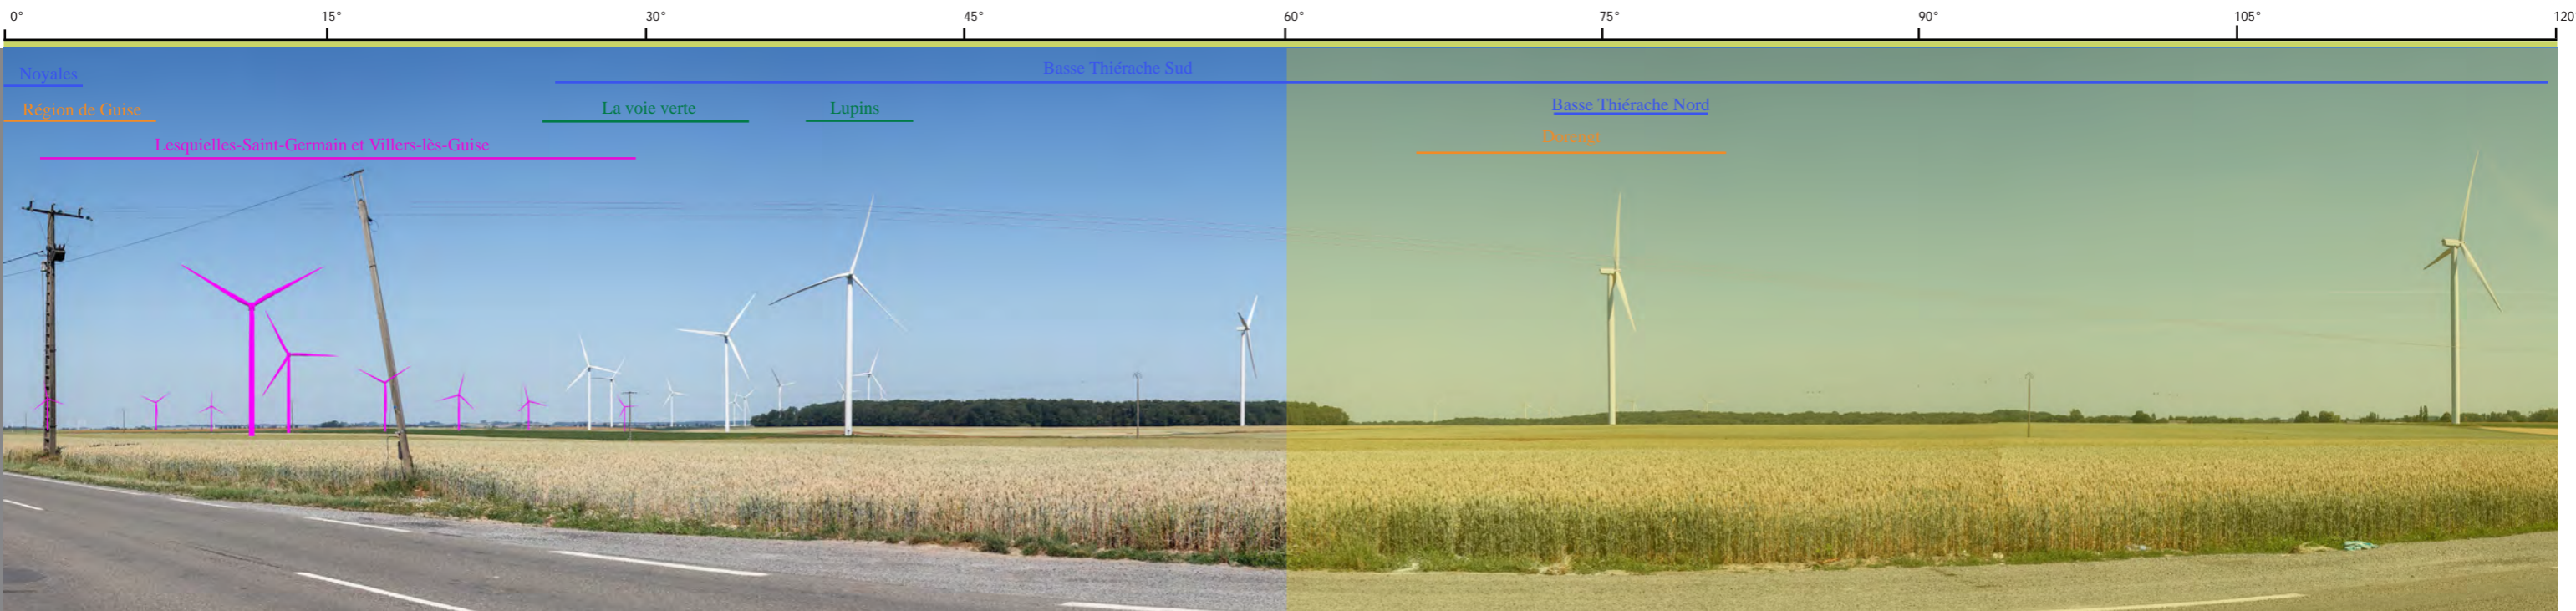 0° 15° 30° 45° 60° 75° 90° 105° 120
Noyales Basse Thiérache Sud
Région de Guise La voie verte Lupins Basse Thiérache Nord
Lesquielles-Saint-Germain et Villers-lès-Guise Dorengt